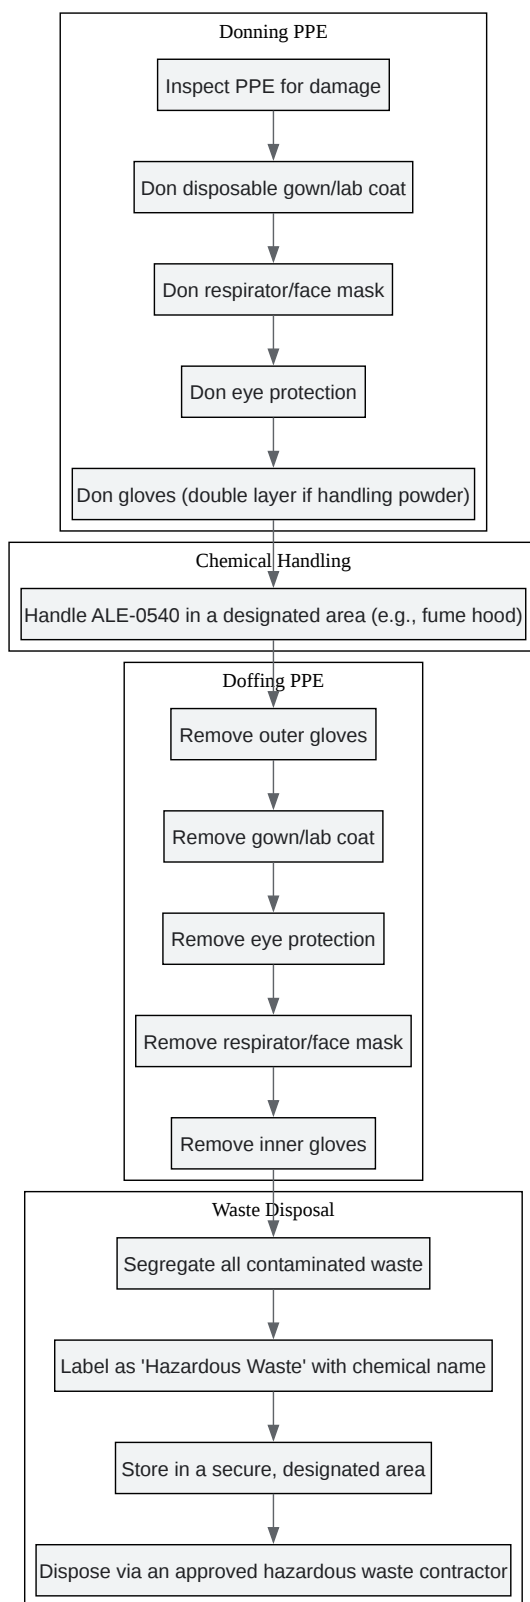 Donning PPE
Inspect PPE for damage
Don disposable gown/lab coat
Don respirator/face mask
Don eye protection
Don gloves (double layer if handling powder)
Chemical Handling
Handle ALE-0540 in a designated area (e.g., fume hood)
Doffing PPE
Remove outer gloves
Remove gown/lab coat
Remove eye protection
Remove respirator/face mask
Remove inner gloves
Waste Disposal
Segregate all contaminated waste
Label as 'Hazardous Waste' with chemical name
Store in a secure, designated area
Dispose via an approved hazardous waste contractor